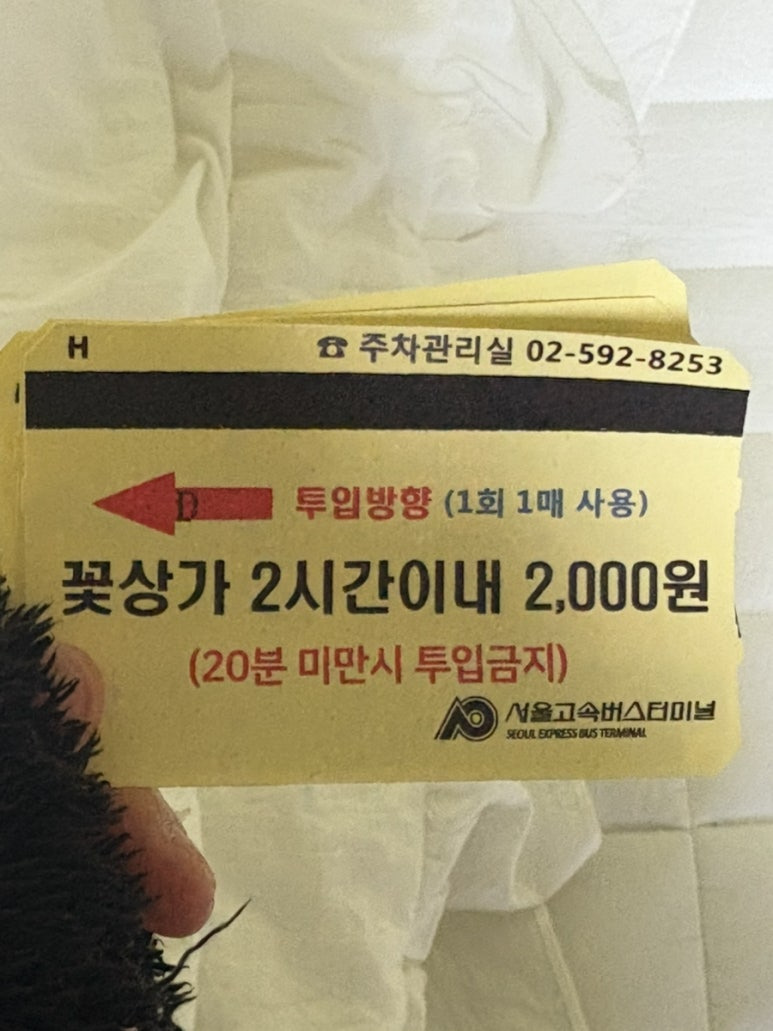 H ☎ 주차관리실 02-592-8253
D 투입방향 (1회 1매 사용)
꽃상가 2시간이내 2,000원
(20분 미만시 투입금지)
서울고속버스터미널
SEOUL EXPRESS BUS TERMINAL